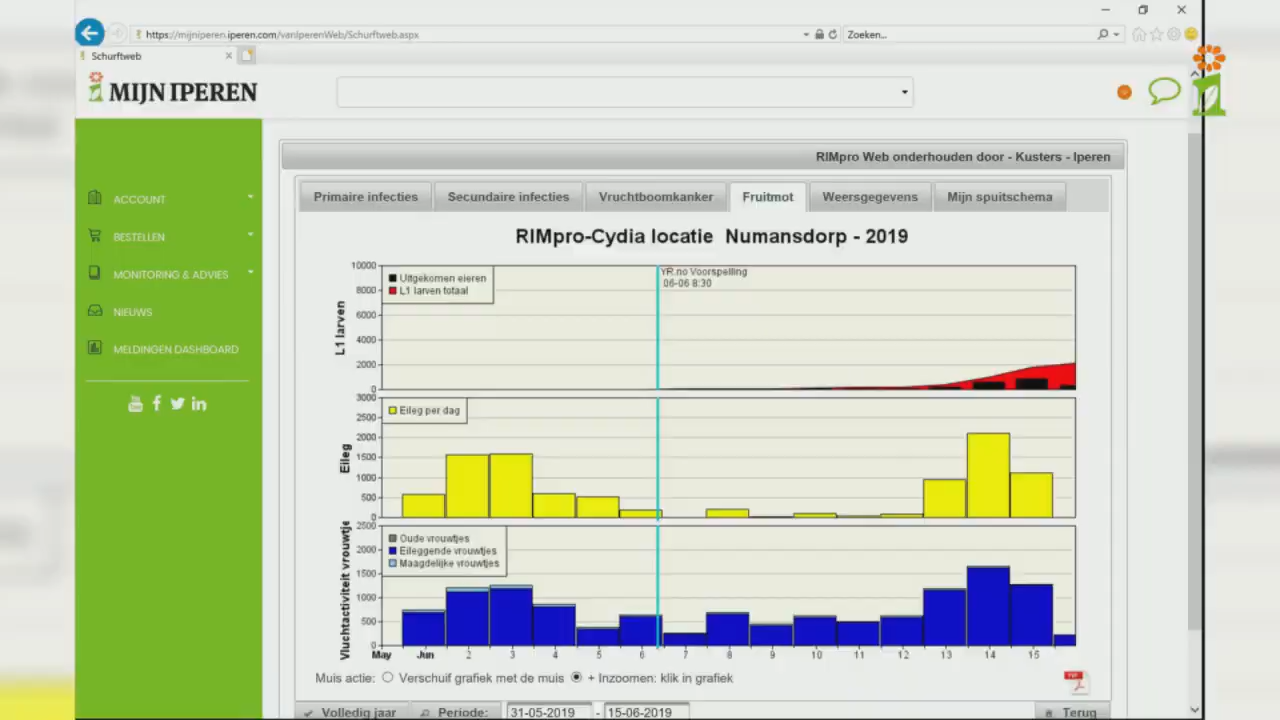 https://mijniperen.iperen.com/vanIperenWeb/Schurftweb.aspx
Zoeken...
Schurftweb
MIJN IPEREN
RIMpro Web onderhouden door - Kusters - Iperen
ACCOUNT
BESTELLEN
MONITORING & ADVIES
NIEUWS
MELDINGEN DASHBOARD
You Tube
Primaire infecties Secundaire infecties Vruchtboomkanker Fruitmot Weersgegevens Mijn spuitschema
RIMpro-Cydia locatie Numansdorp - 2019
YR.no Voorspelling
06-06 8:30
Uitgekomen eieren
L1 larven totaal
L1 larven
10000
8000
6000
4000
2000
0
Eileg per dag
Eileg
3000
2500
2000
1500
1000
500
0
Oude vrouwtjes
Eileggende vrouwtjes
Maagdelijke vrouwtjes
Vluchtactiviteit vrouwtje
2500
2000
1500
1000
500
0
May Jun 2 3 4 5 6 7 8 9 10 11 12 13 14 15
Muis actie: Verschuif grafiek met de muis + Inzoomen: klik in grafiek
Volledig jaar Periode: 31-05-2019 - 15-06-2019 Terug